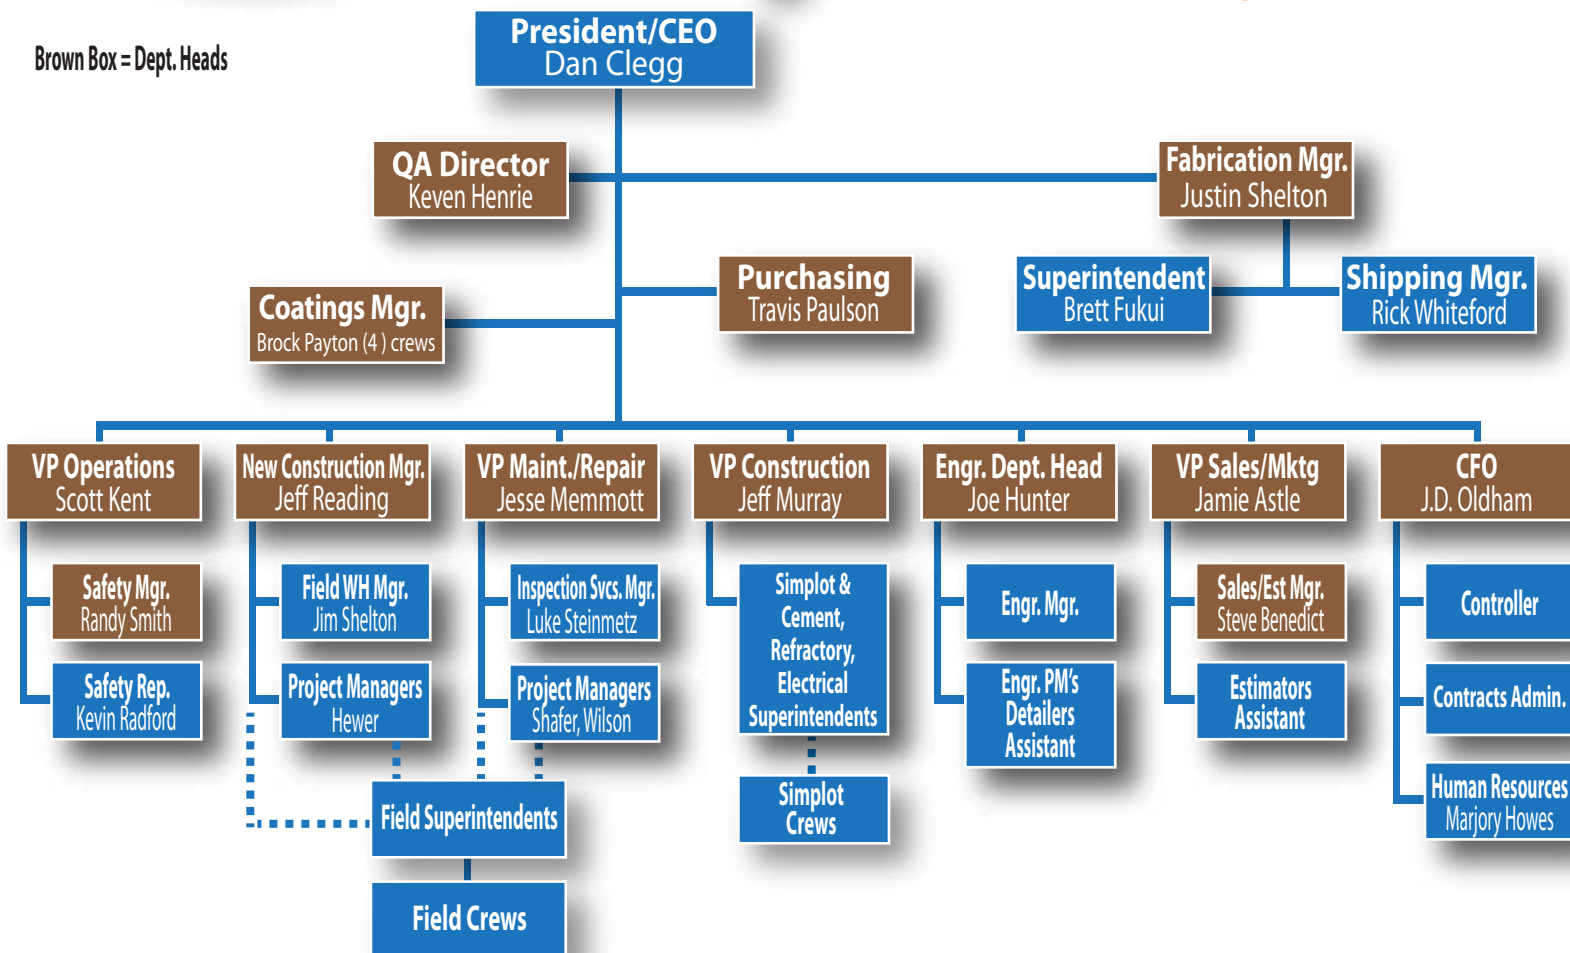 President/CEO
Dan Clegg
Brown Box = Dept. Heads
QA Director
Keven Henrie
Fabrication Mgr.
Justin Shelton
Coatings Mgr.
Brock Payton (4 ) crews
Purchasing
Travis Paulson
Superintendent
Brett Fukui
Shipping Mgr.
Rick Whiteford
VP Operations
Scott Kent
New Construction Mgr.
Jeff Reading
VP Maint./Repair
Jesse Memmott
VP Construction
Jeff Murray
Engr. Dept. Head
Joe Hunter
VP Sales/Mktg
Jamie Astle
CFO
J.D. Oldham
Safety Mgr.
Randy Smith
Field WH Mgr.
Jim Shelton
Inspection Svcs. Mgr.
Luke Steinmetz
Simplot &
Cement,
Refractory,
Electrical
Superintendents
Engr. Mgr.
Sales/Est Mgr.
Steve Benedict
Controller
Safety Rep.
Kevin Radford
Project Managers
Hewer
Project Managers
Shafer, Wilson
Engr. PM's
Detailers
Assistant
Estimators
Assistant
Contracts Admin.
Field Superintendents
Simplot
Crews
Human Resources
Marjory Howes
Field Crews